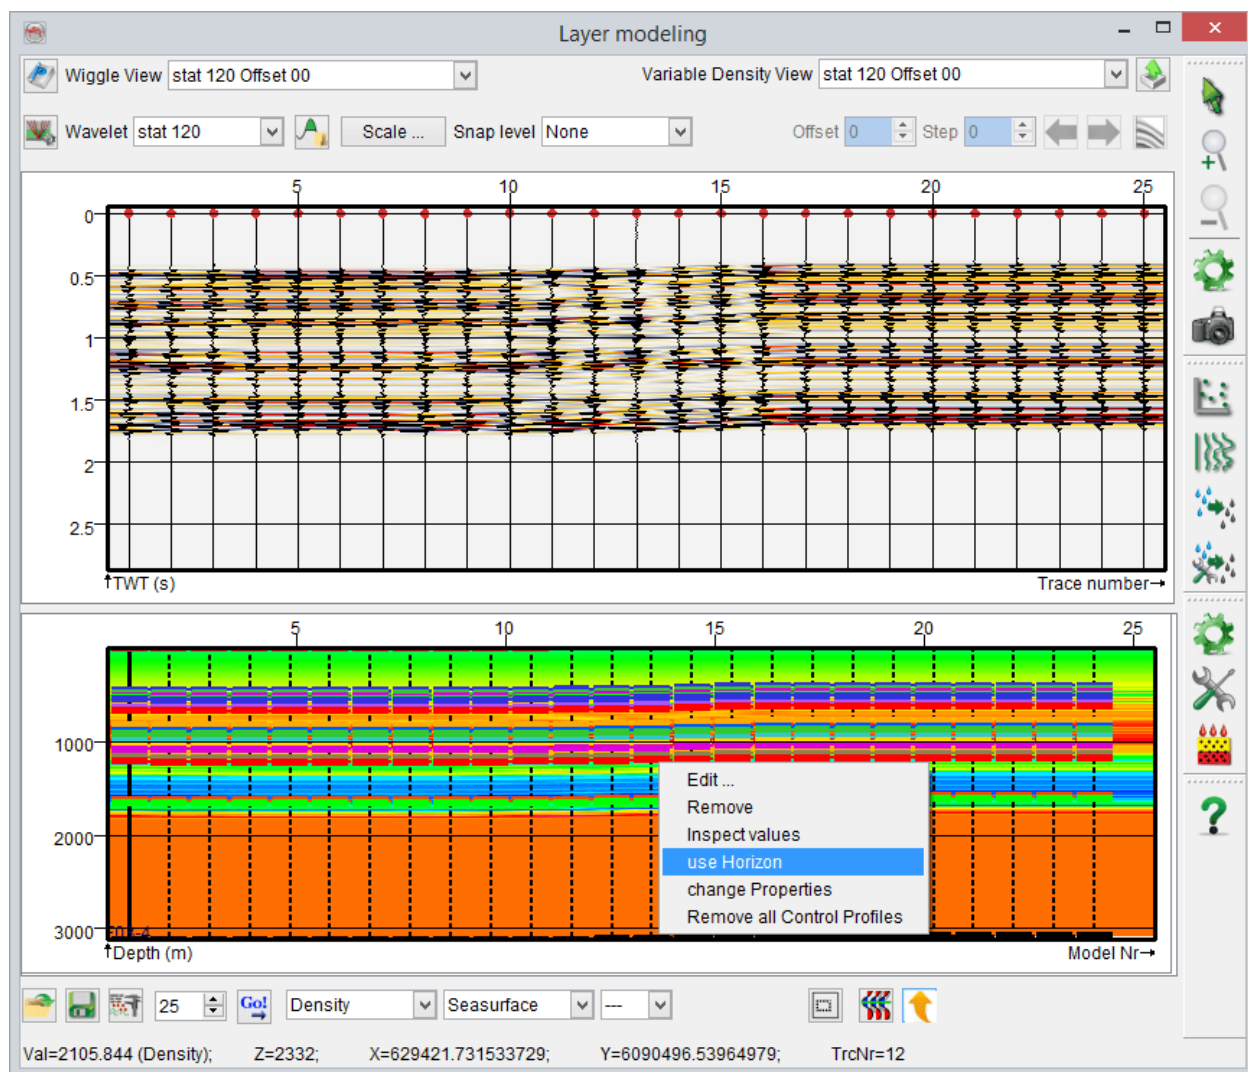 Layer modeling
Wiggle View stat 120 Offset 00 Variable Density View stat 120 Offset 00
Wavelet stat 120 Scale ... Snap level None Offset 0 Step 0
5 10 15 20 25
0
0.5
1
1.5
2
2.5
TWT (s) Trace number
5 10 15 20 25
1000
2000
3000
Depth (m) Model Nr
Edit ...
Remove
Inspect values
use Horizon
change Properties
Remove all Control Profiles
25 Go! Density Seasurface ---
Val=2105.844 (Density); Z=2332; X=629421.731533729; Y=6090496.53964979; TrcNr=12